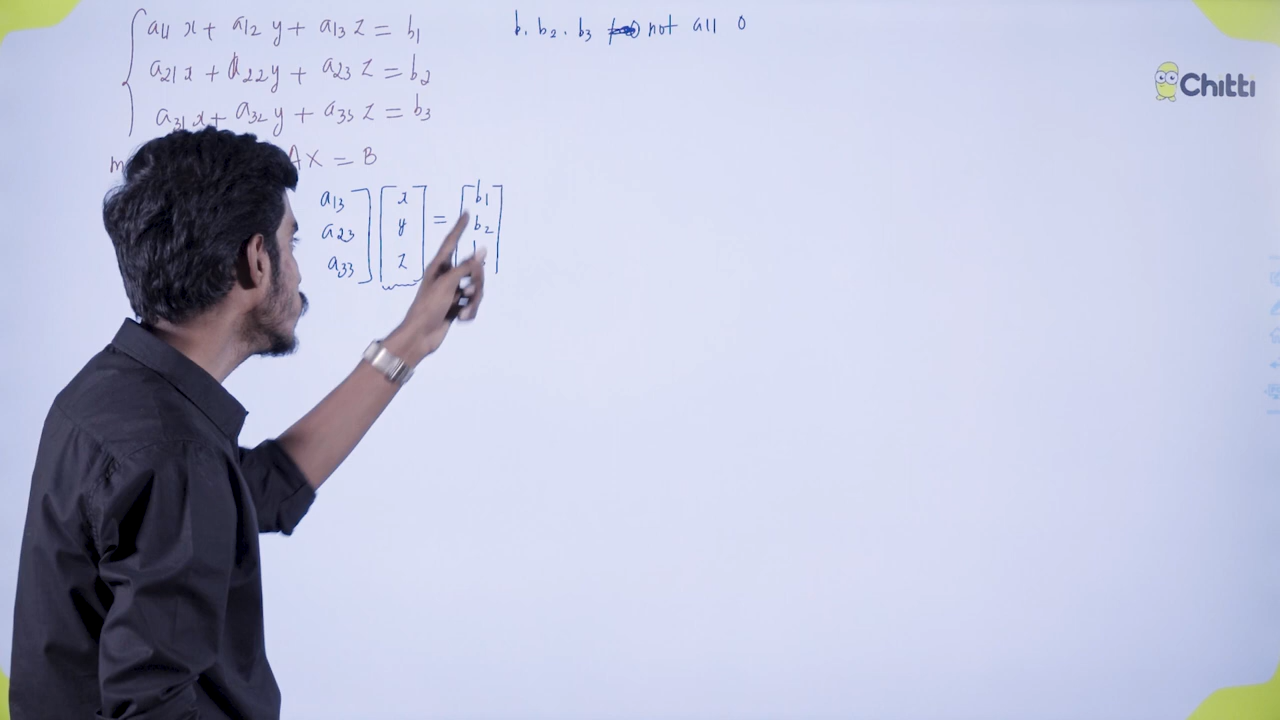 a11 x + a12 y + a13 z = b1
b. b2. b3 not all 0
a21 x + a22 y + a23 z = b2
Chitti
a31 x + a32 y + a33 z = b3
AX = B
a13 x b1
a23 y = b2
a33 z